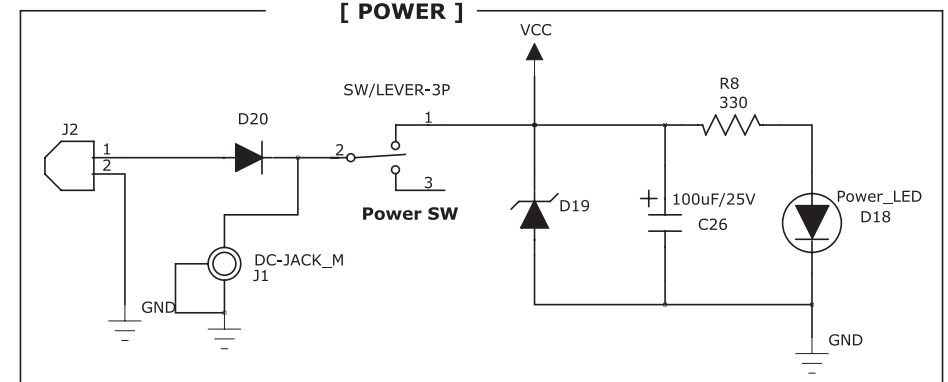 [ POWER ]
VCC
SW/LEVER-3P
R8
330
D20
J2
1
1
2
2
3
Power SW
D19
100uF/25V
C26
Power_LED
D18
DC-JACK_M
J1
GND
GND